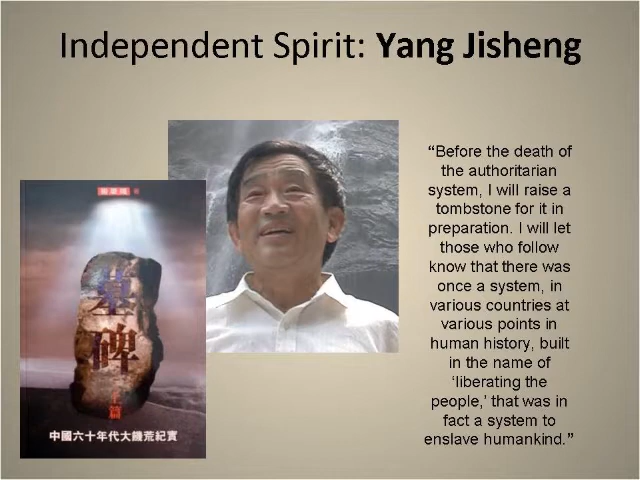 Independent Spirit: Yang Jisheng
“Before the death of
the authoritarian
system, I will raise a
tombstone for it in
preparation. I will let
those who follow
know that there was
once a system, in
various countries at
various points in
human history, built
in the name of
‘liberating the
people,’ that was in
fact a system to
enslave humankind.”
墓
碑
上篇
中國六十年代大饑荒紀實